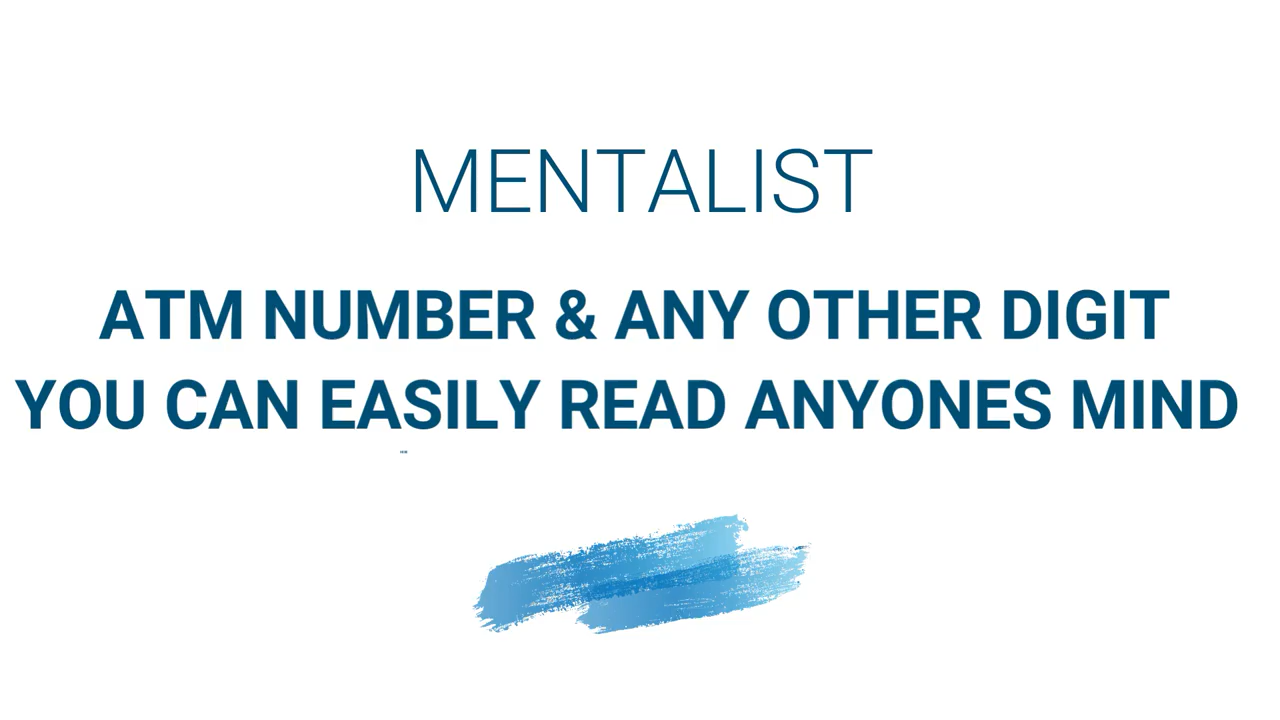 MENTALIST
ATM NUMBER & ANY OTHER DIGIT
YOU CAN EASILY READ ANYONES MIND